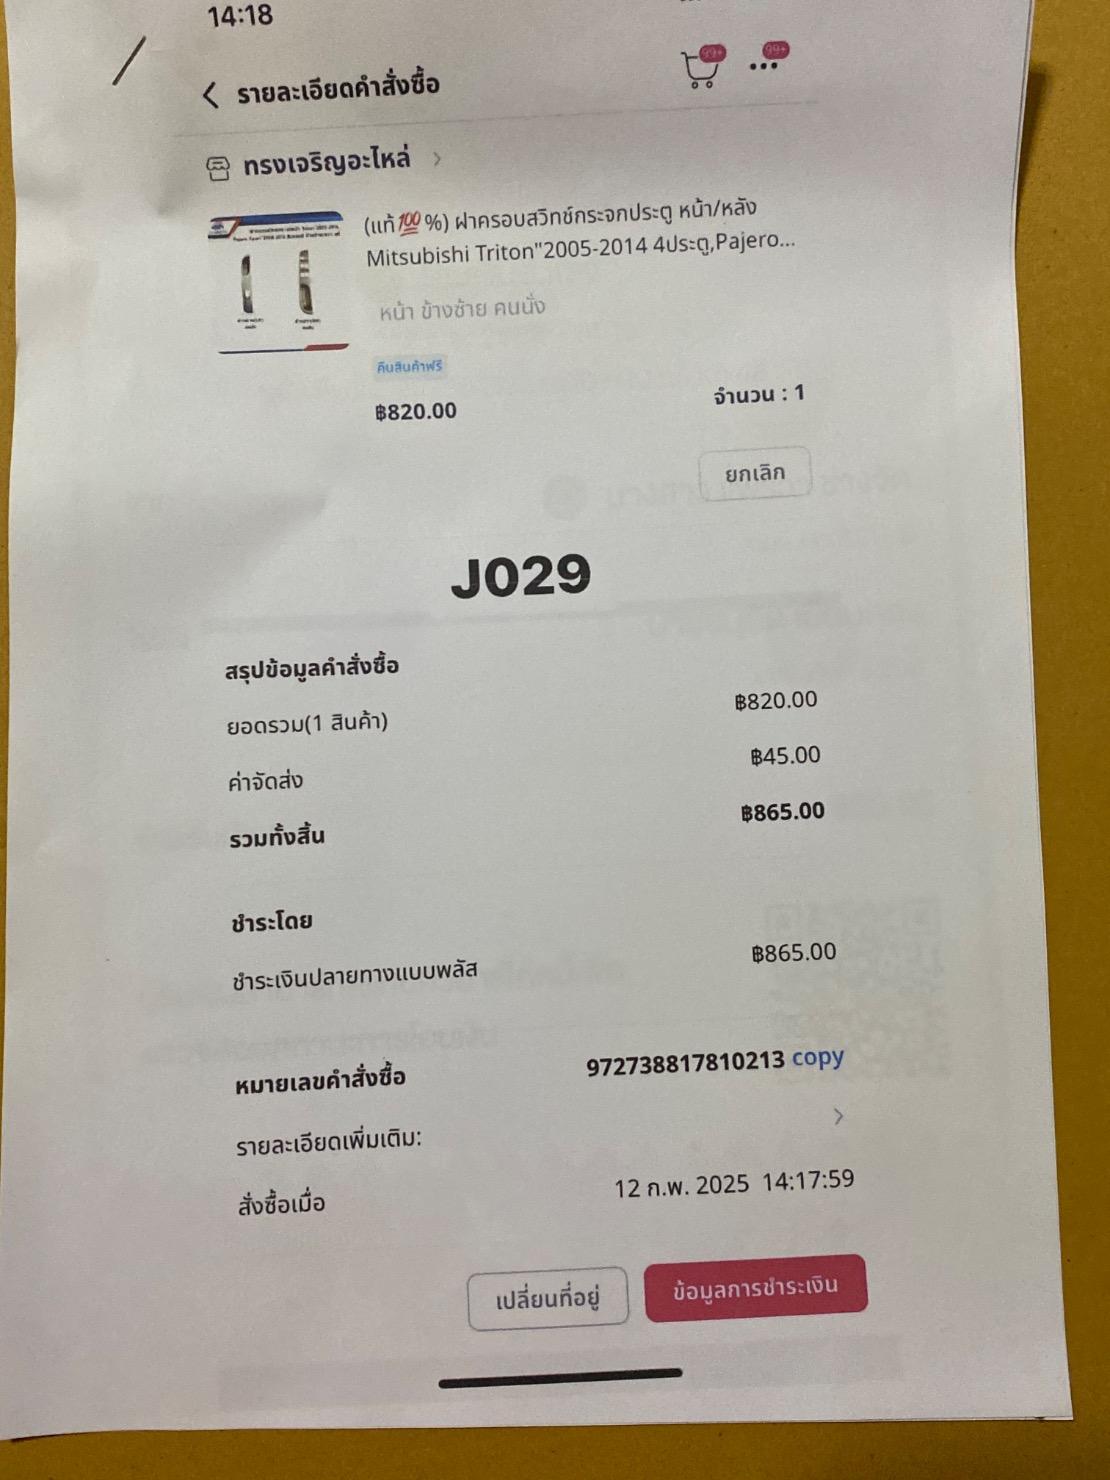 14:18
99+
99+
รายละเอียดคำสั่งซื้อ
ทรงเจริญอะไหล่
(แท้💯%) ฝาครอบสวิทช์กระจกประตู หน้า/หลัง
Mitsubishi Triton"2005-2014 4ประตู,Pajero...
หน้า ข้างซ้าย คนนั่ง
คืนสินค้าฟรี
฿820.00
จำนวน : 1
ยกเลิก
J029
สรุปข้อมูลคำสั่งซื้อ
ยอดรวม(1 สินค้า) ฿820.00
ค่าจัดส่ง ฿45.00
รวมทั้งสิ้น ฿865.00
ชำระโดย
ชำระเงินปลายทางแบบพลัส ฿865.00
หมายเลขคำสั่งซื้อ 972738817810213 copy
รายละเอียดเพิ่มเติม:
สั่งซื้อเมื่อ 12 ก.พ. 2025 14:17:59
เปลี่ยนที่อยู่
ข้อมูลการชำระเงิน